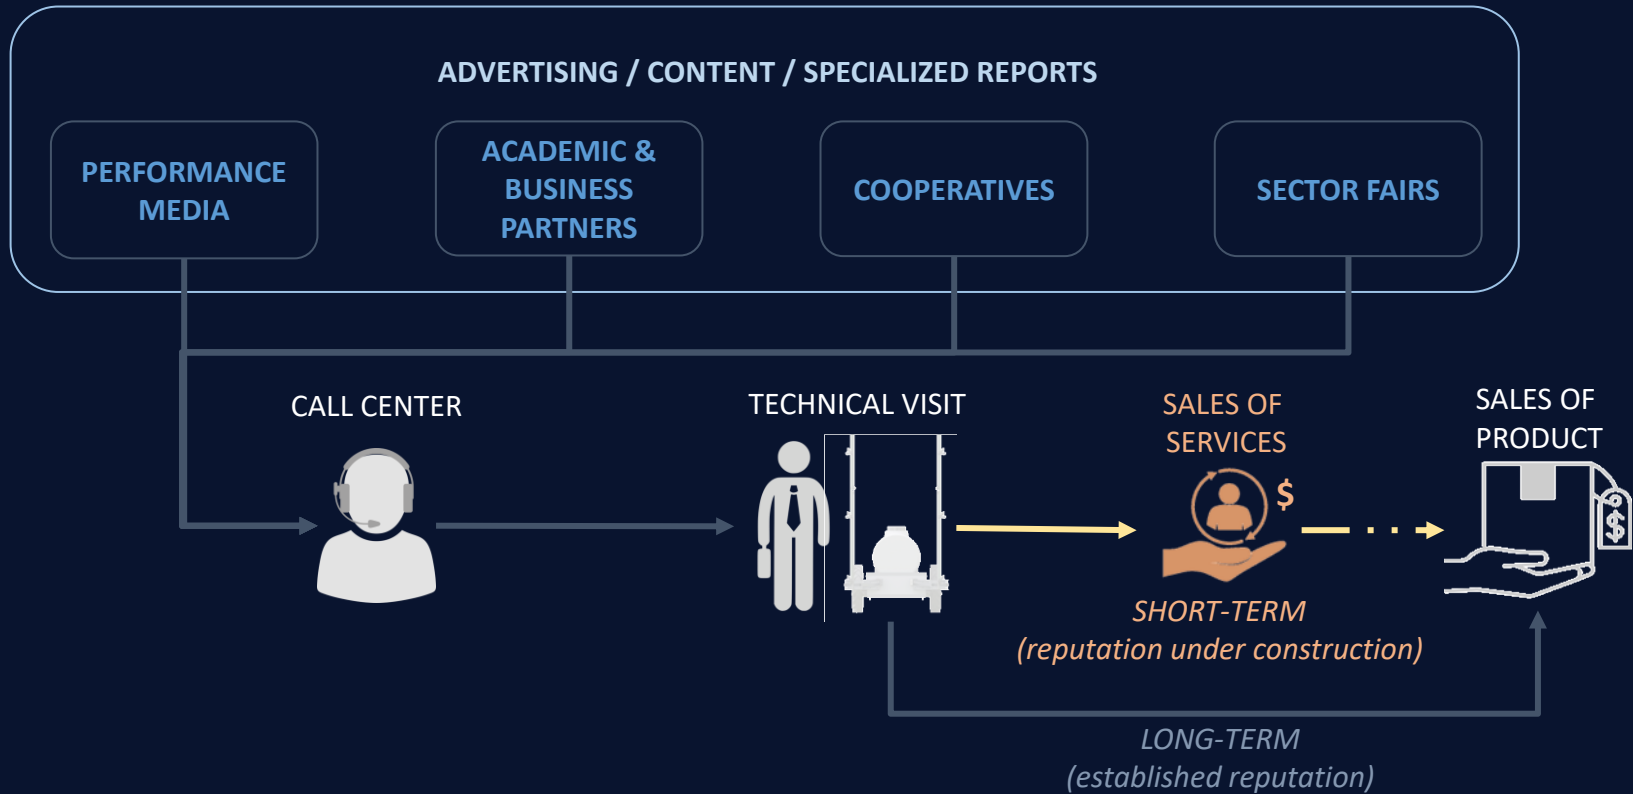 ADVERTISING / CONTENT / SPECIALIZED REPORTS
PERFORMANCE
MEDIA
ACADEMIC &
BUSINESS
PARTNERS
COOPERATIVES
SECTOR FAIRS
CALL CENTER
TECHNICAL VISIT
SALES OF
SERVICES
$
SALES OF
PRODUCT
$
SHORT-TERM
(reputation under construction)
LONG-TERM
(established reputation)